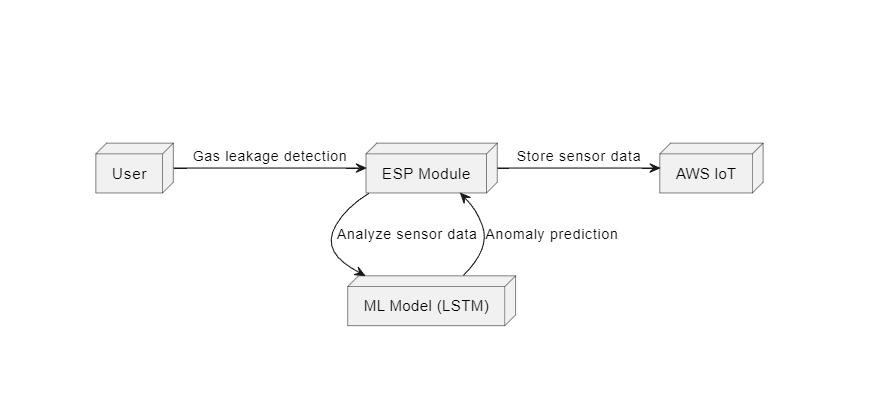 Gas leakage detection
Store sensor data
User
ESP Module
AWS IoT
Analyze sensor data
Anomaly prediction
ML Model (LSTM)